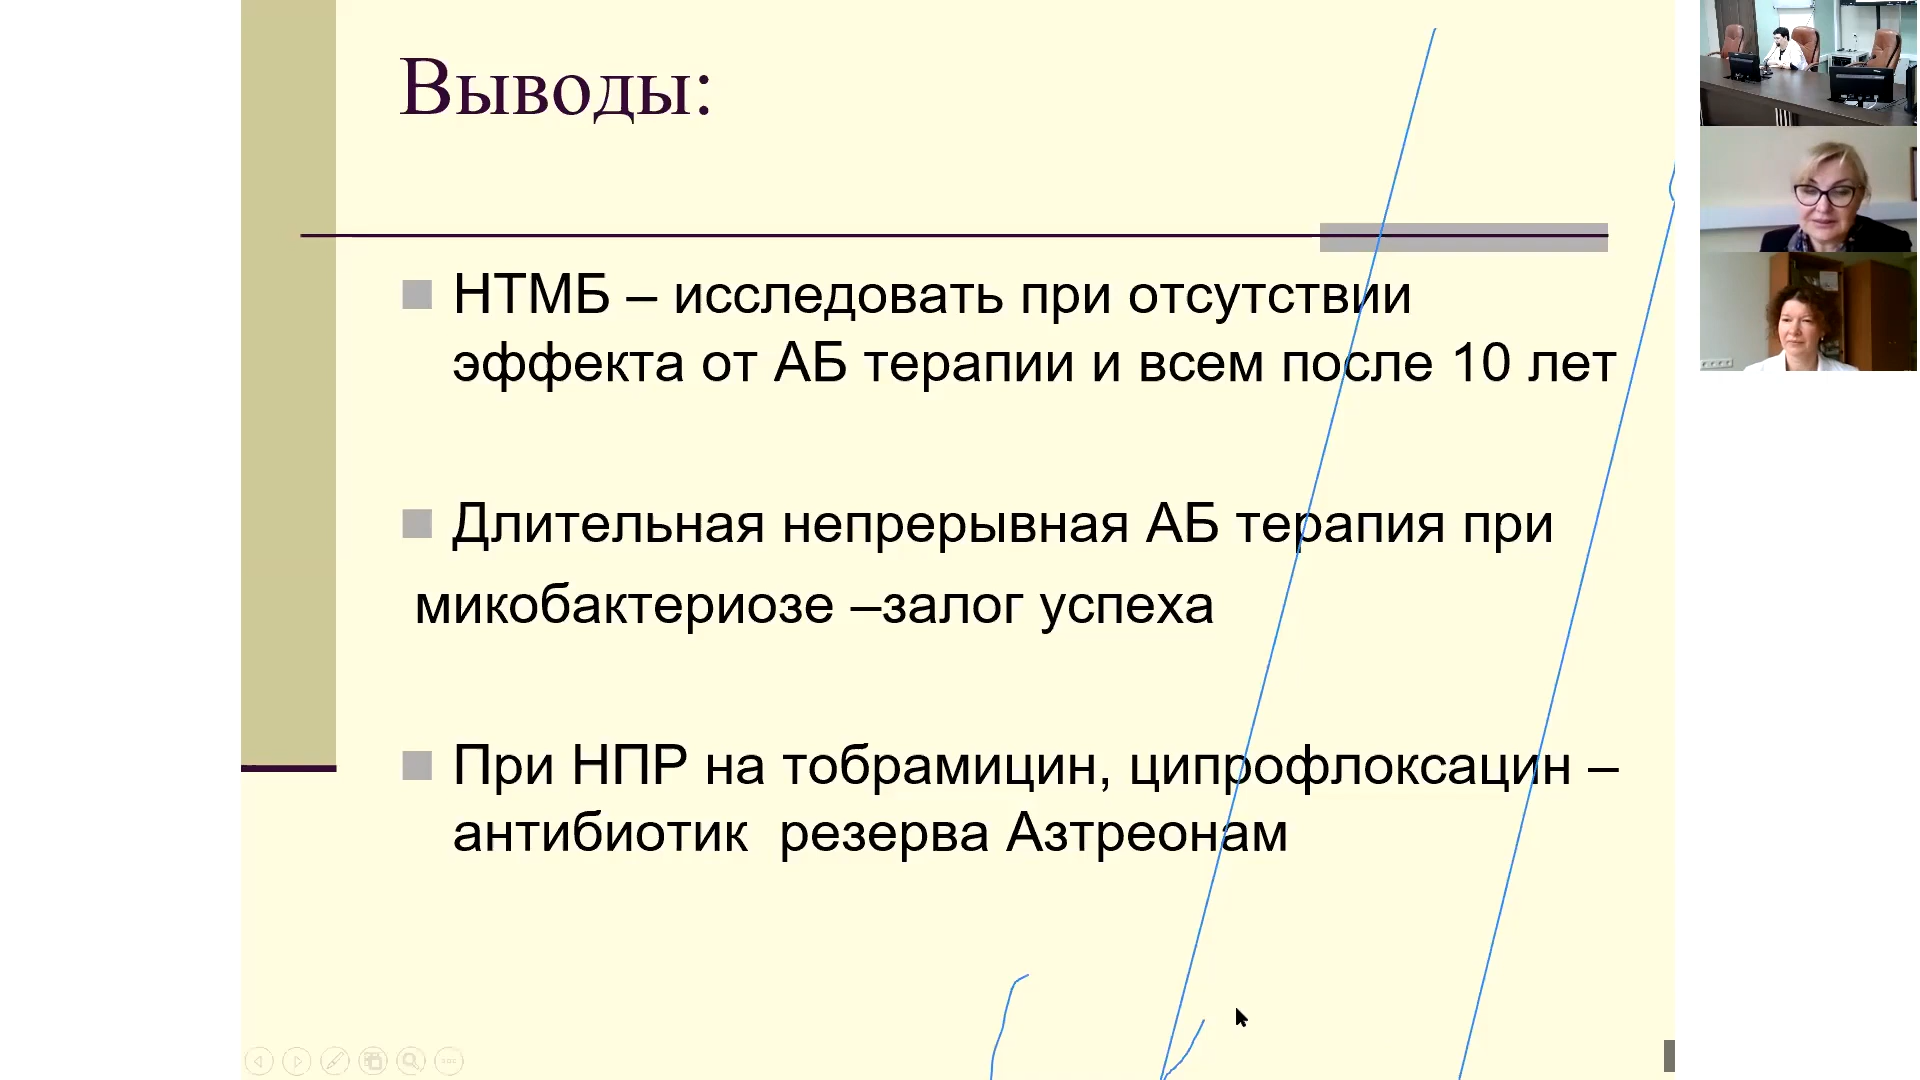 Выводы:
НТМБ – исследовать при отсутствии
эффекта от АБ терапии и всем после 10 лет
Длительная непрерывная АБ терапия при
микобактериозе –залог успеха
При НПР на тобрамицин, ципрофлоксацин –
антибиотик  резерва Азтреонам